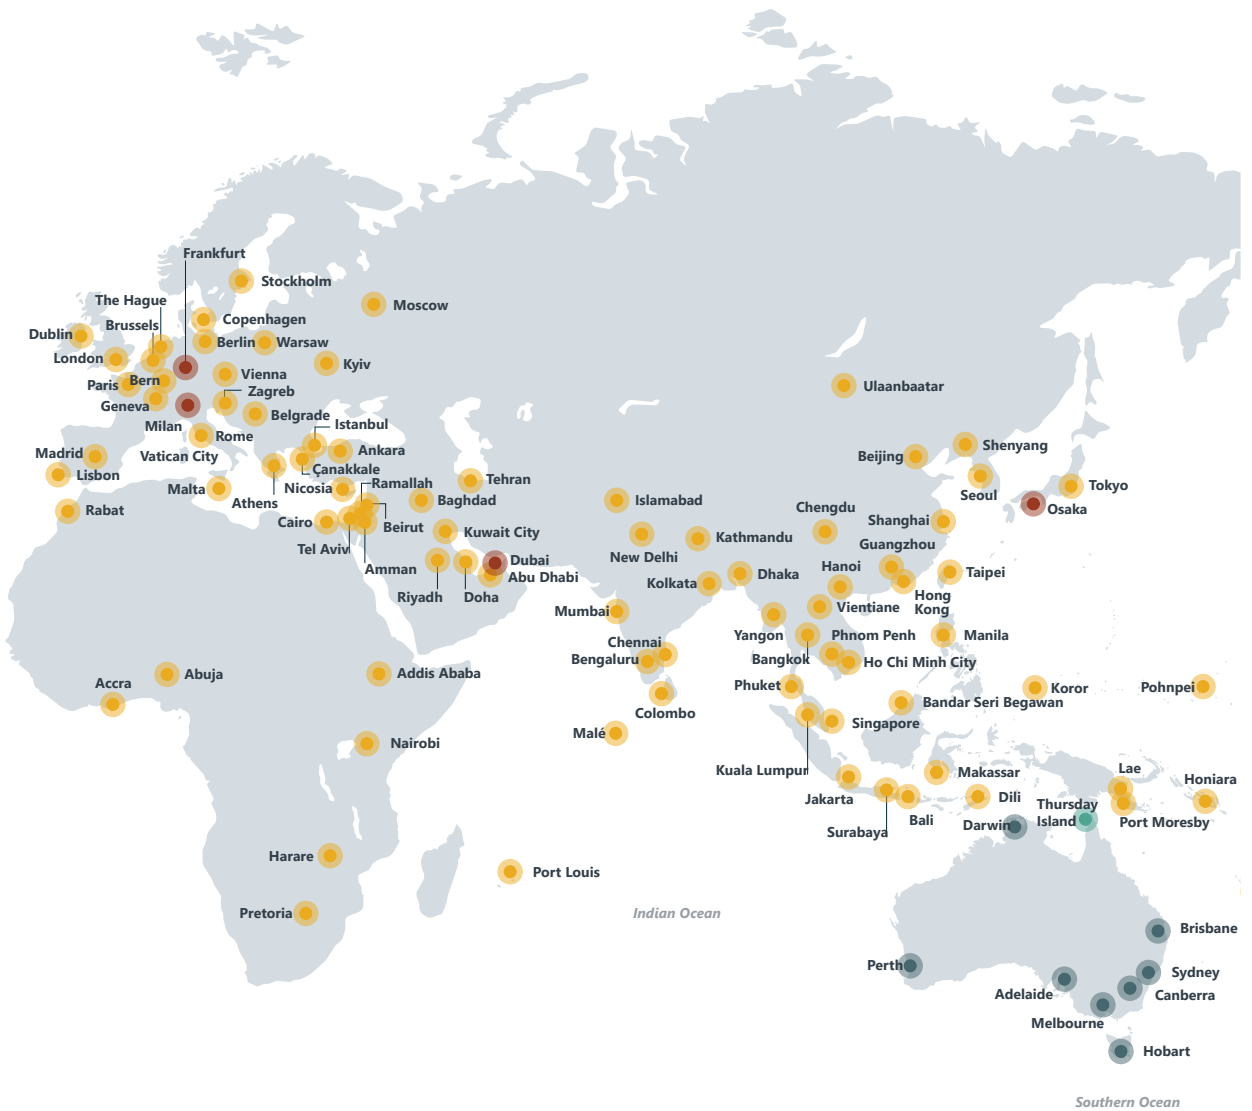 Frankfurt
Stockholm
The Hague
Moscow
Brussels
Copenhagen
Dublin
Berlin
Warsaw
London
Kyiv
Paris
Bern
Vienna
Zagreb
Ulaanbaatar
Geneva
Belgrade
Milan
Istanbul
Rome
Shenyang
Madrid
Vatican City
Ankara
Beijing
Çanakkale
Lisbon
Ramallah
Tehran
Seoul
Tokyo
Malta
Nicosia
Athens
Baghdad
Islamabad
Chengdu
Osaka
Rabat
Cairo
Beirut
Kuwait City
Shanghai
Kathmandu
Tel Aviv
New Delhi
Guangzhou
Dubai
Amman
Abu Dhabi
Kolkata
Dhaka
Hanoi
Taipei
Riyadh
Doha
Hong
Kong
Mumbai
Vientiane
Yangon
Phnom Penh
Manila
Chennai
Bengaluru
Bangkok
Ho Chi Minh City
Abuja
Addis Ababa
Accra
Phuket
Koror
Pohnpei
Bandar Seri Begawan
Colombo
Singapore
Malé
Nairobi
Kuala Lumpur
Makassar
Lae
Honiara
Jakarta
Dili
Thursday
Island
Bali
Darwin
Port Moresby
Surabaya
Harare
Port Louis
Pretoria
Indian Ocean
Brisbane
Perth
Sydney
Adelaide
Canberra
Melbourne
Hobart
Southern Ocean